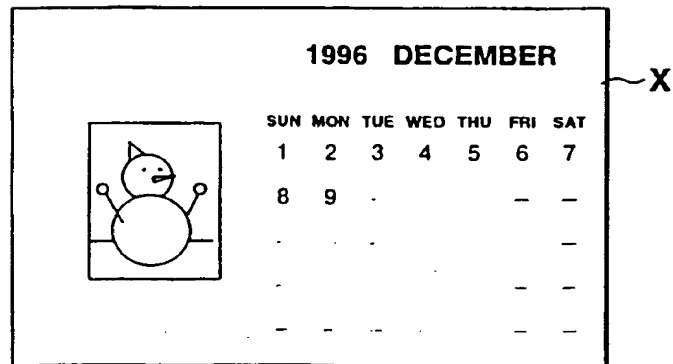 1996 DECEMBER
X
SUN MON TUE WED THU FRI SAT
1 2 3 4 5 6 7
8 9 - -
-
- -
- - - - -